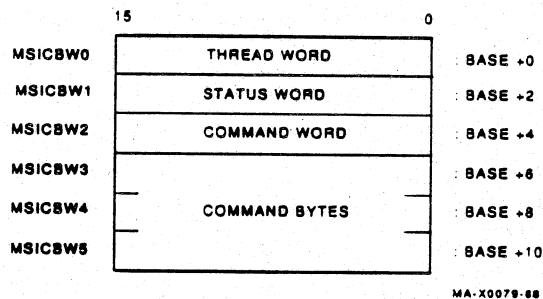 15 0
MSICBW0 THREAD WORD : BASE +0
MSICBW1 STATUS WORD : BASE +2
MSICBW2 COMMAND WORD : BASE +4
MSICBW3 : BASE +6
MSICBW4 COMMAND BYTES : BASE +8
MSICBW5 : BASE +10
MA-X0079-88